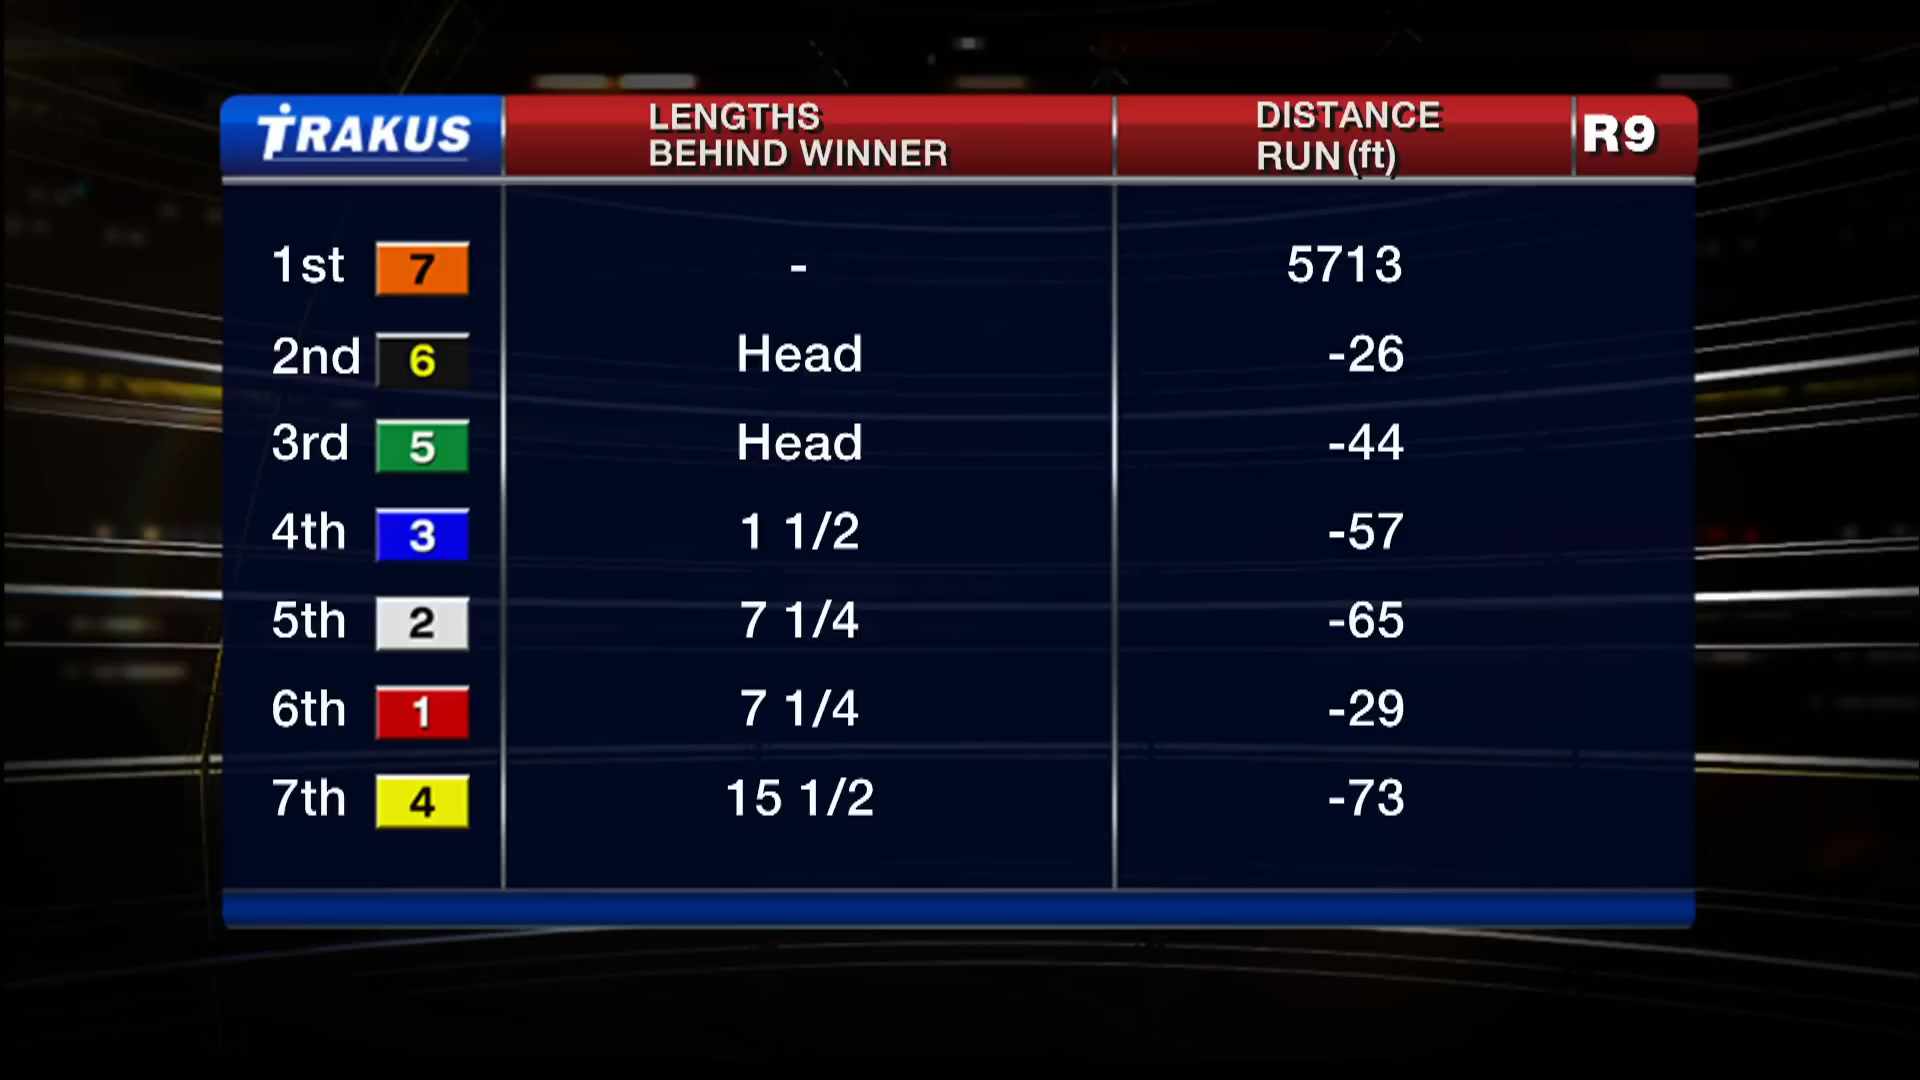 TRAKUS
LENGTHS
BEHIND WINNER
DISTANCE
RUN (ft)
R9
1st 7 - 5713
2nd 6 Head -26
3rd 5 Head -44
4th 3 1 1/2 -57
5th 2 7 1/4 -65
6th 1 7 1/4 -29
7th 4 15 1/2 -73